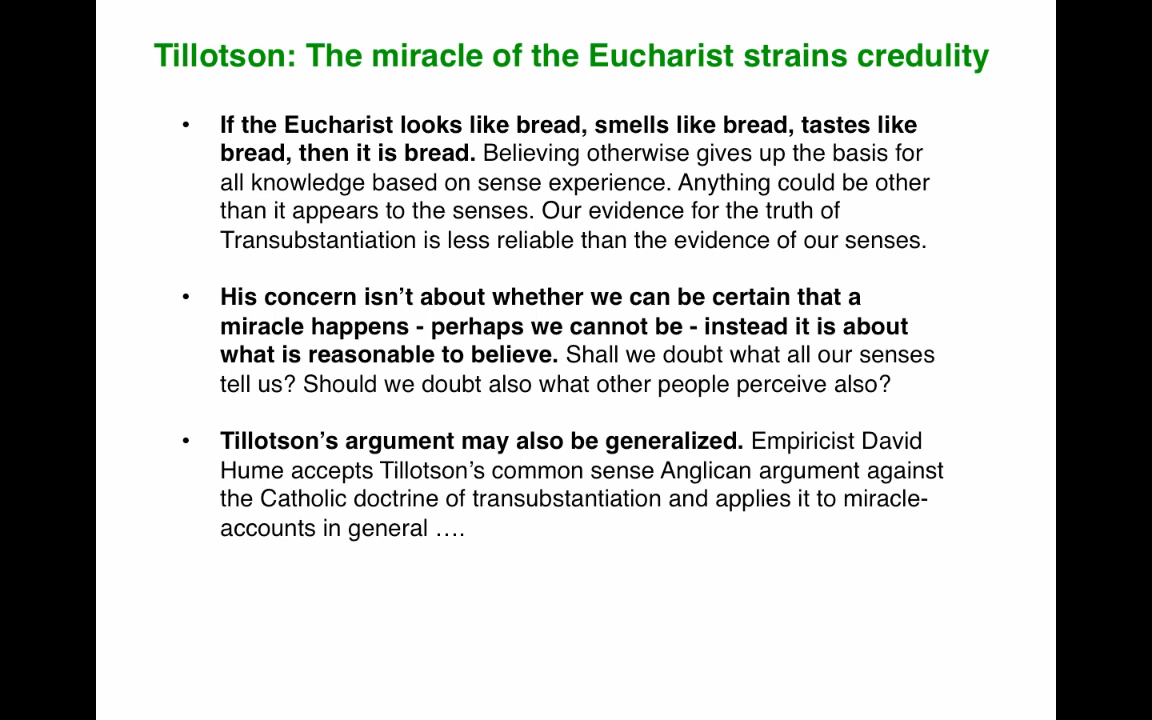 Tillotson: The miracle of the Eucharist strains credulity
• If the Eucharist looks like bread, smells like bread, tastes like
bread, then it is bread. Believing otherwise gives up the basis for
all knowledge based on sense experience. Anything could be other
than it appears to the senses. Our evidence for the truth of
Transubstantiation is less reliable than the evidence of our senses.
• His concern isn’t about whether we can be certain that a
miracle happens - perhaps we cannot be - instead it is about
what is reasonable to believe. Shall we doubt what all our senses
tell us? Should we doubt also what other people perceive also?
• Tillotson’s argument may also be generalized. Empiricist David
Hume accepts Tillotson’s common sense Anglican argument against
the Catholic doctrine of transubstantiation and applies it to miracle-
accounts in general ….